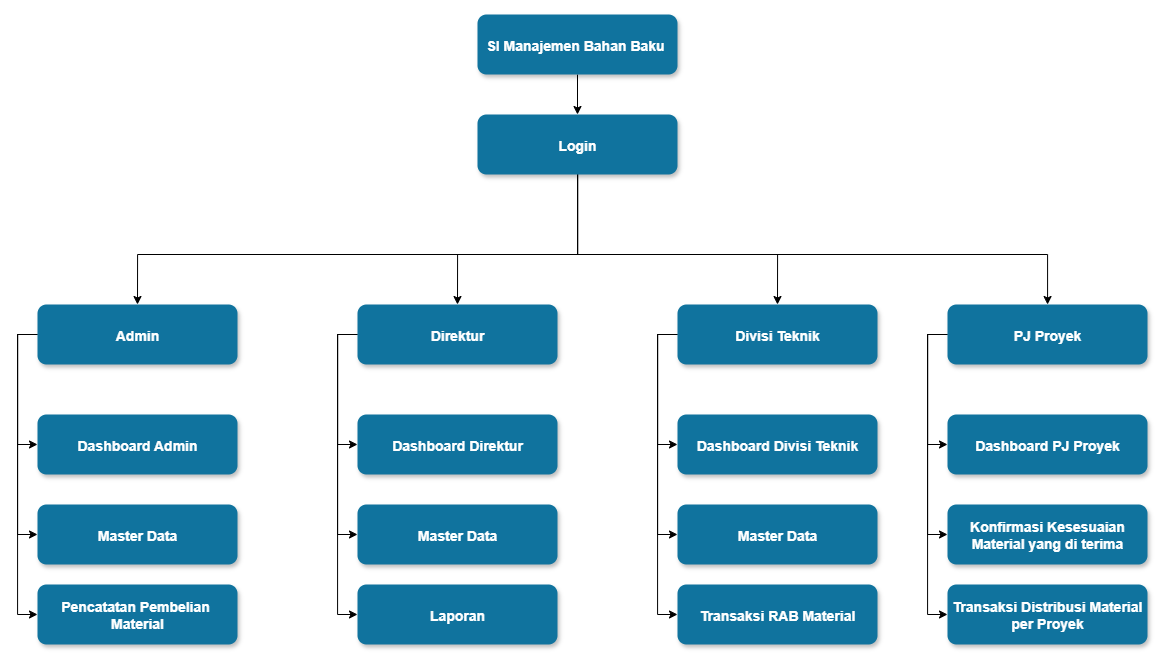 SI Manajemen Bahan Baku
Login
Admin
Direktur
Divisi Teknik
PJ Proyek
Dashboard Admin
Dashboard Direktur
Dashboard Divisi Teknik
Dashboard PJ Proyek
Master Data
Master Data
Master Data
Konfirmasi Kesesuaian
Material yang di terima
Pencatatan Pembelian
Material
Laporan
Transaksi RAB Material
Transaksi Distribusi Material
per Proyek